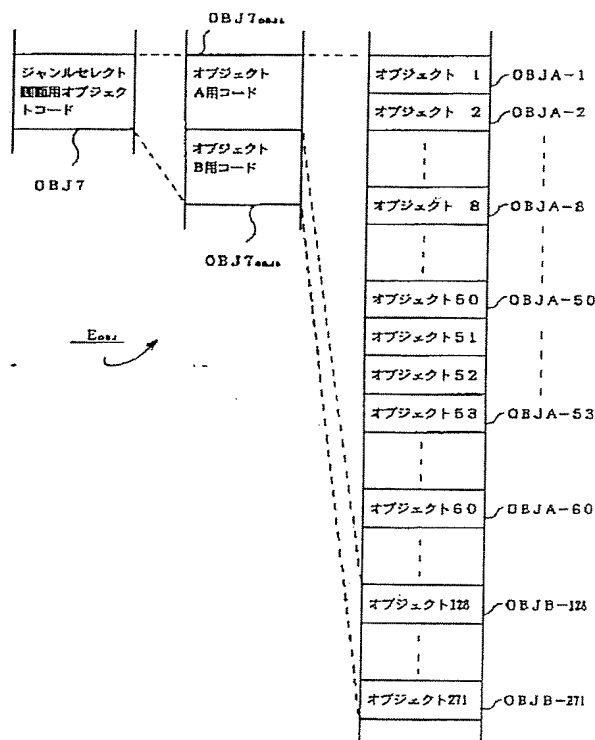 OBJ7OBJA
ジャンルセレクト
画面用オブジェク
トコード
OBJ7
オブジェクト
A用コード
オブジェクト
B用コード
EOBJ
オブジェクト 1
OBJA-1
オブジェクト 2
OBJA-2
オブジェクト 8
OBJA-8
オブジェクト50
OBJA-50
オブジェクト51
オブジェクト52
オブジェクト53
OBJA-53
オブジェクト60
OBJA-60
オブジェクト128
OBJB-128
オブジェクト271
OBJB-271